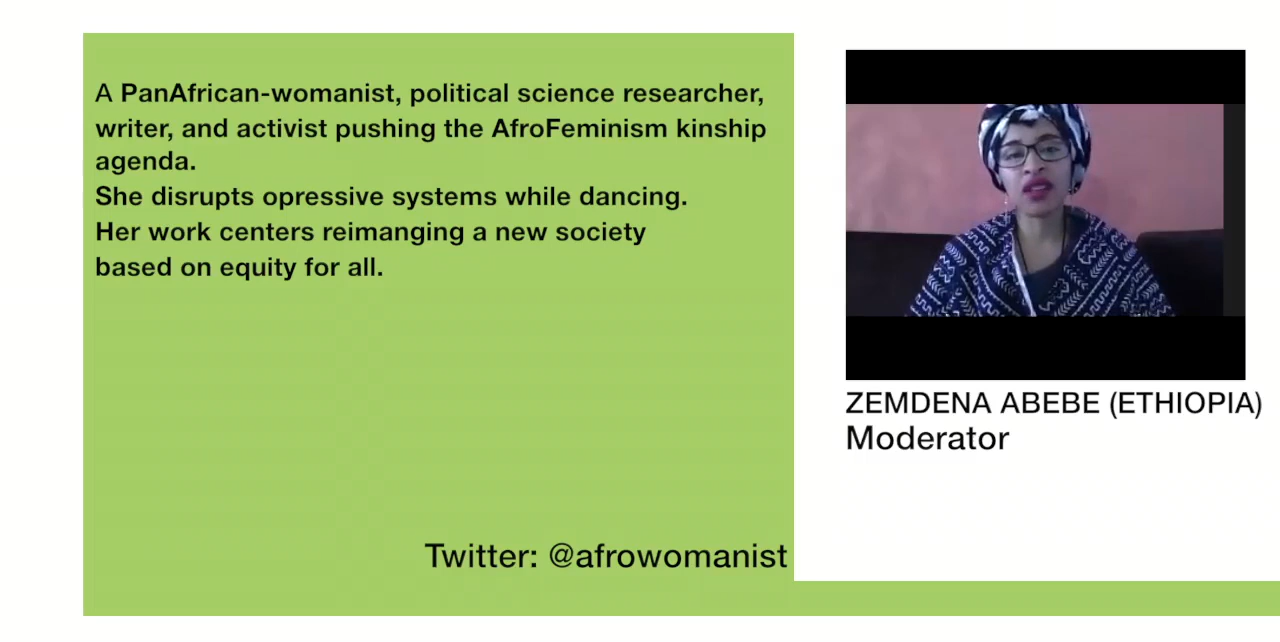 A PanAfrican-womanist, political science researcher,
writer, and activist pushing the AfroFeminism kinship
agenda.
She disrupts opressive systems while dancing.
Her work centers reimanging a new society
based on equity for all.
Twitter: @afrowomanist
ZEMDENA ABEBE (ETHIOPIA)
Moderator